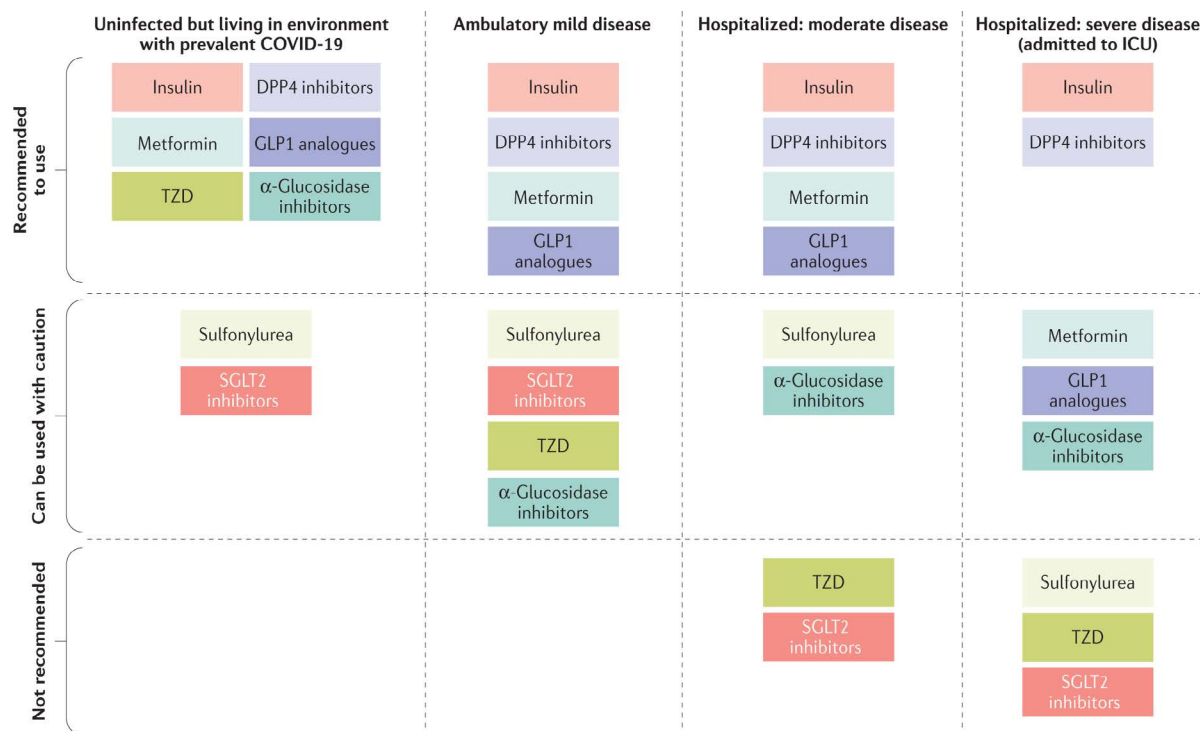 Uninfected but living in environment
with prevalent COVID-19
Ambulatory mild disease
Hospitalized: moderate disease
Hospitalized: severe disease
(admitted to ICU)
Recommended
to use
Insulin
DPP4 inhibitors
Metformin
GLP1 analogues
TZD
α-Glucosidase
inhibitors
Insulin
DPP4 inhibitors
Metformin
GLP1
analogues
Insulin
DPP4 inhibitors
Metformin
GLP1
analogues
Insulin
DPP4 inhibitors
Can be used with caution
Sulfonylurea
SGLT2
inhibitors
Sulfonylurea
SGLT2
inhibitors
TZD
α-Glucosidase
inhibitors
Sulfonylurea
α-Glucosidase
inhibitors
Metformin
GLP1
analogues
α-Glucosidase
inhibitors
Not recommended
TZD
SGLT2
inhibitors
Sulfonylurea
TZD
SGLT2
inhibitors